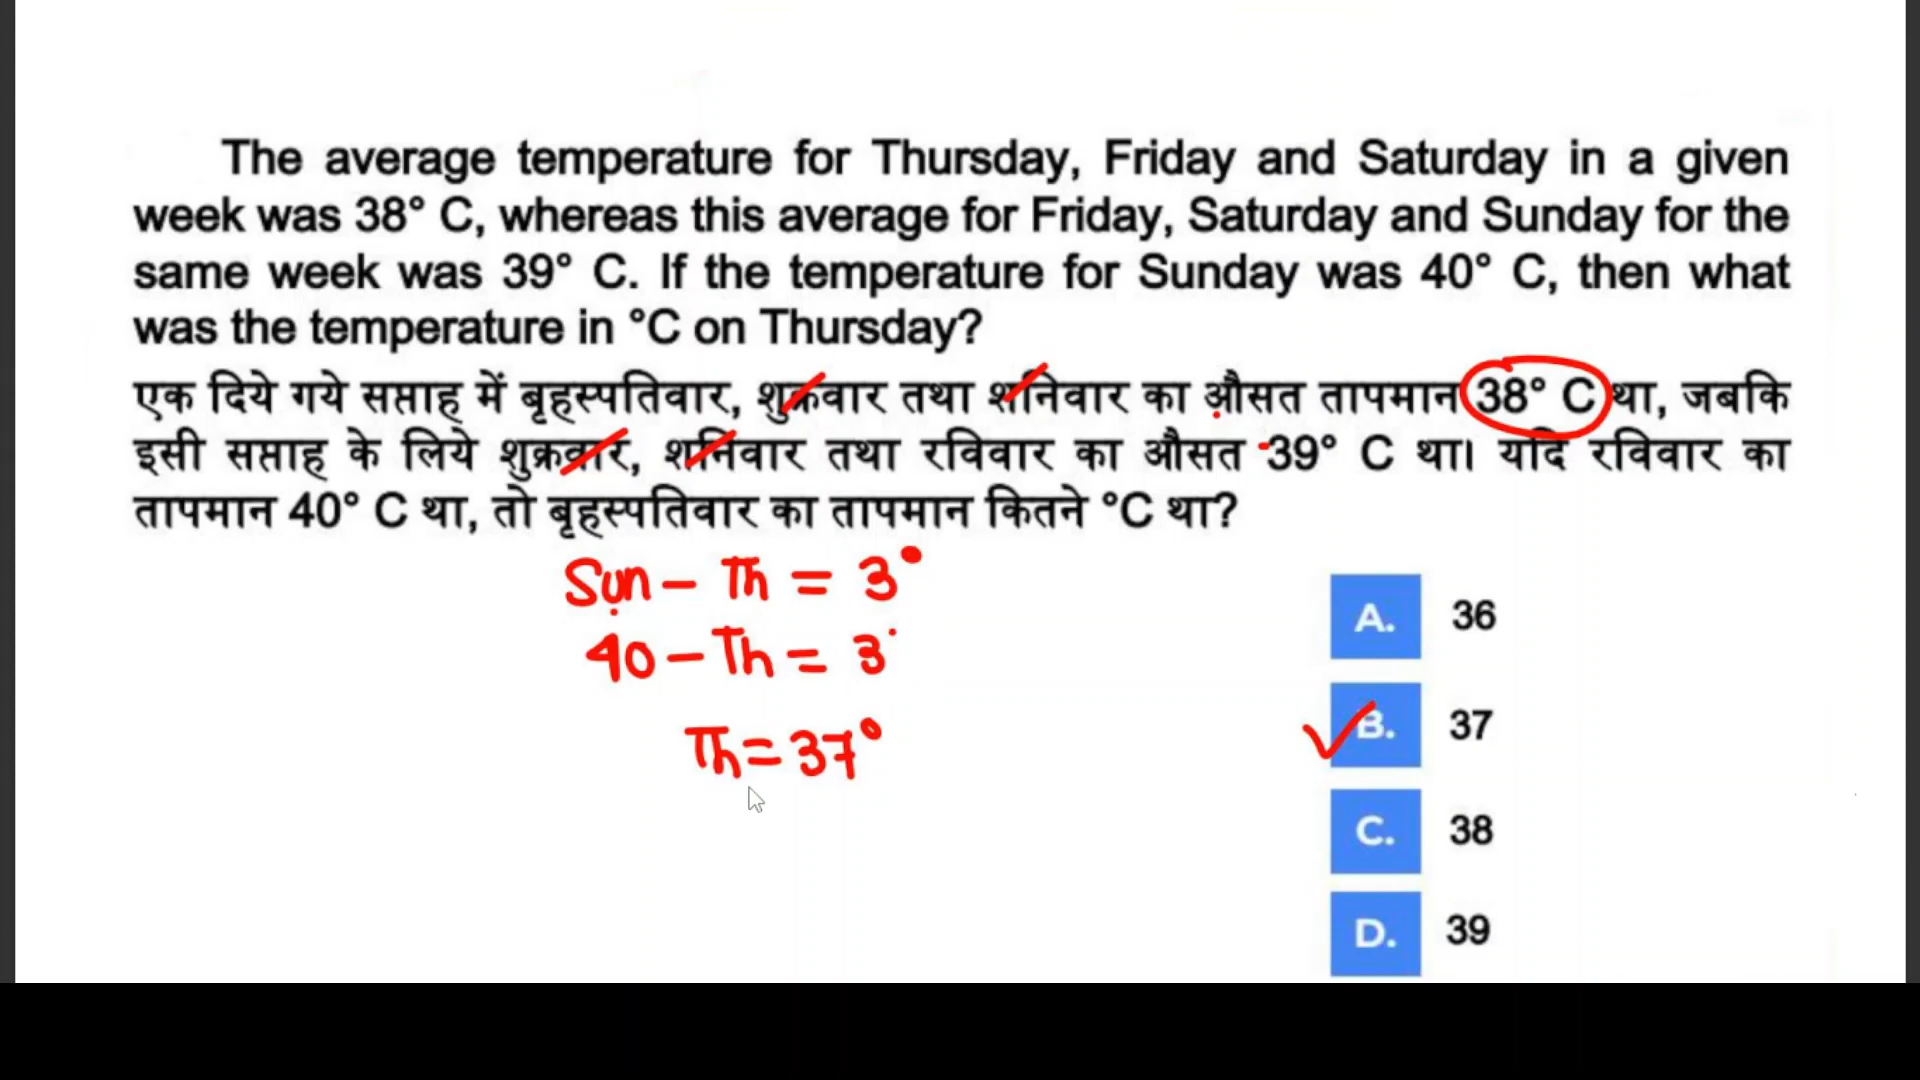 The average temperature for Thursday, Friday and Saturday in a given
week was 38° C, whereas this average for Friday, Saturday and Sunday for the
same week was 39° C. If the temperature for Sunday was 40° C, then what
was the temperature in °C on Thursday?
एक दिये गये सप्ताह में बृहस्पतिवार, शुक्रवार तथा शनिवार का औसत तापमान 38° C था, जबकि
इसी सप्ताह के लिये शुक्रवार, शनिवार तथा रविवार का औसत 39° C था। यदि रविवार का
तापमान 40° C था, तो बृहस्पतिवार का तापमान कितने °C था?
Sun - Th = 3°
40 - Th = 3°
Th = 37°
A. 36
B. 37
C. 38
D. 39